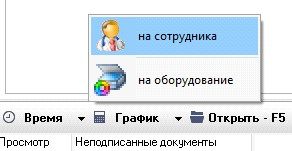 на сотрудника
на оборудование
Время График Открыть - F5
Просмотр Неподписанные документы